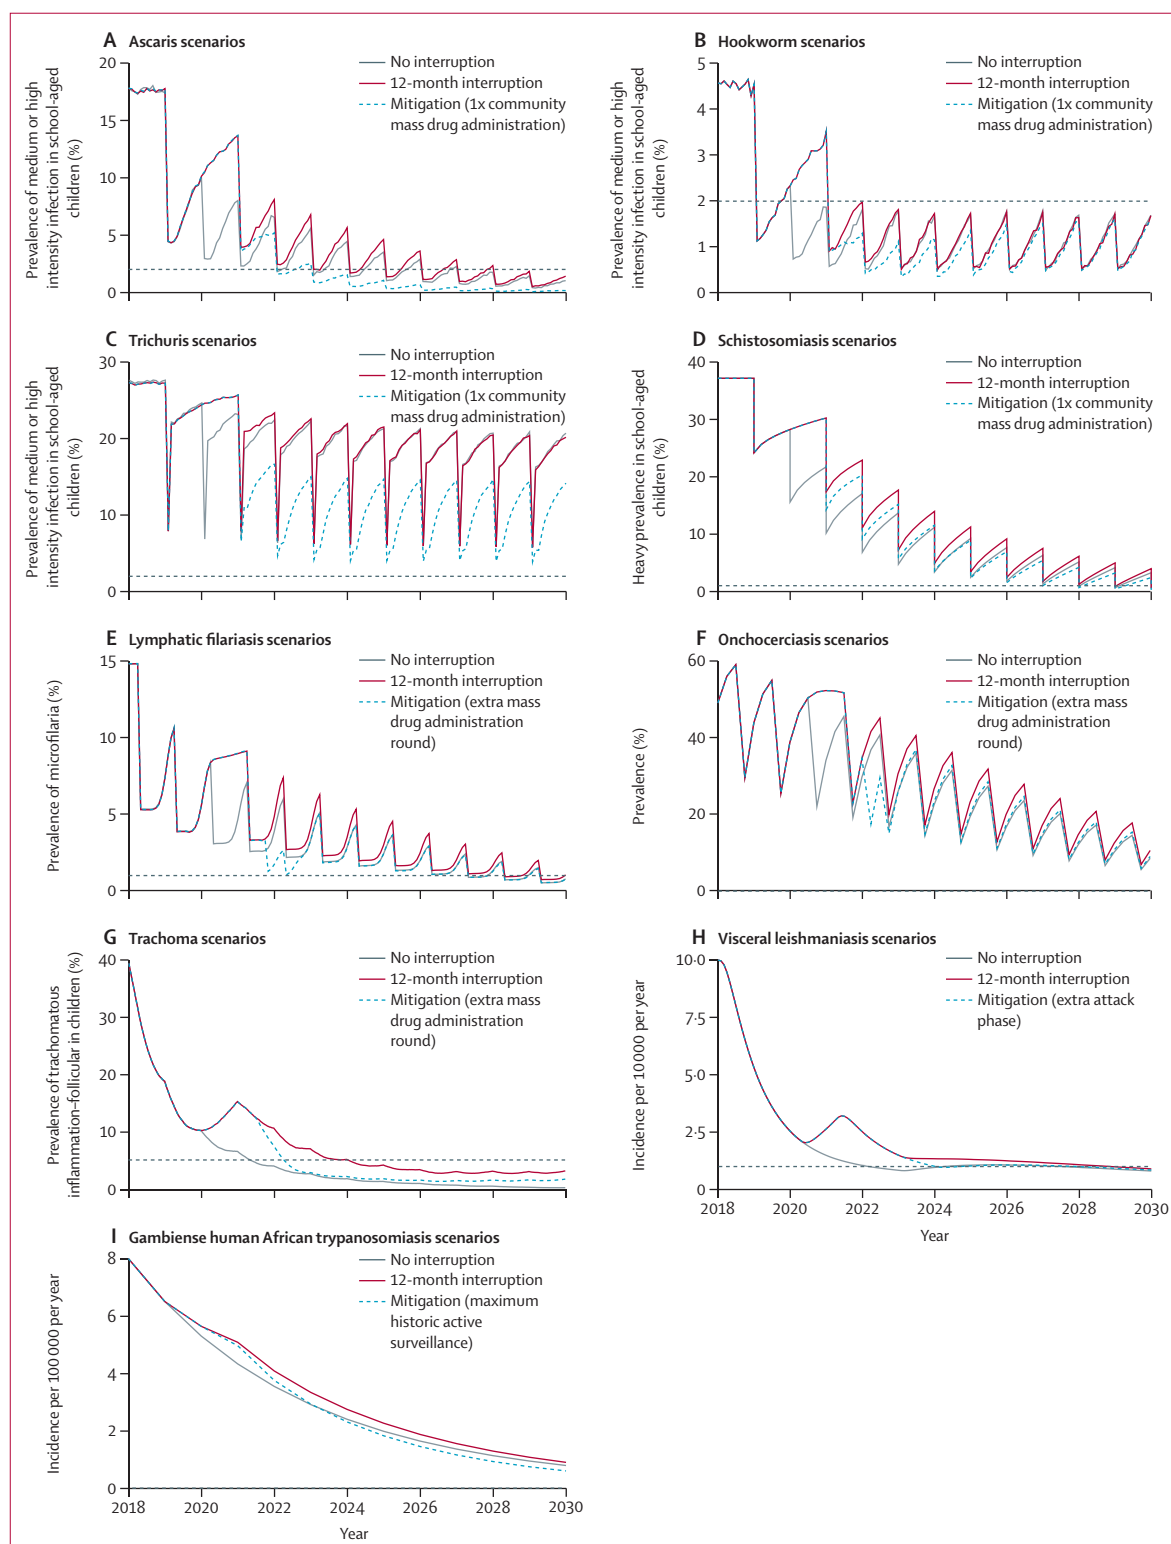 A Ascaris scenarios
Prevalence of medium or high
intensity infection in school-aged
children (%)
20
15
10
5
0
No interruption
12-month interruption
Mitigation (1x community
mass drug administration)
B Hookworm scenarios
Prevalence of medium or high
intensity infection in school-aged
children (%)
5
4
3
2
1
0
No interruption
12-month interruption
Mitigation (1x community
mass drug administration)
C Trichuris scenarios
Prevalence of medium or high
intensity infection in school-aged
children (%)
30
20
10
0
No interruption
12-month interruption
Mitigation (1x community
mass drug administration)
D Schistosomiasis scenarios
Heavy prevalence in school-aged
children (%)
40
30
20
10
0
No interruption
12-month interruption
Mitigation (1x community
mass drug administration)
E Lymphatic filariasis scenarios
Prevalence of microfilaria (%)
15
10
5
0
No interruption
12-month interruption
Mitigation (extra mass
drug administration
round)
F Onchocerciasis scenarios
Prevalence (%)
60
40
20
0
No interruption
12-month interruption
Mitigation (extra mass
drug administration
round)
G Trachoma scenarios
Prevalence of trachomatous
inflammation–follicular in children (%)
40
30
20
10
0
No interruption
12-month interruption
Mitigation (extra mass
drug administration
round)
H Visceral leishmaniasis scenarios
Incidence per 10 000 per year
10·0
7·5
5·0
2·5
0
No interruption
12-month interruption
Mitigation (extra attack
phase)
2018 2020 2022 2024 2026 2028 2030
Year
I Gambiense human African trypanosomiasis scenarios
Incidence per 100 000 per year
8
6
4
2
0
No interruption
12-month interruption
Mitigation (maximum
historic active
surveillance)
2018 2020 2022 2024 2026 2028 2030
Year